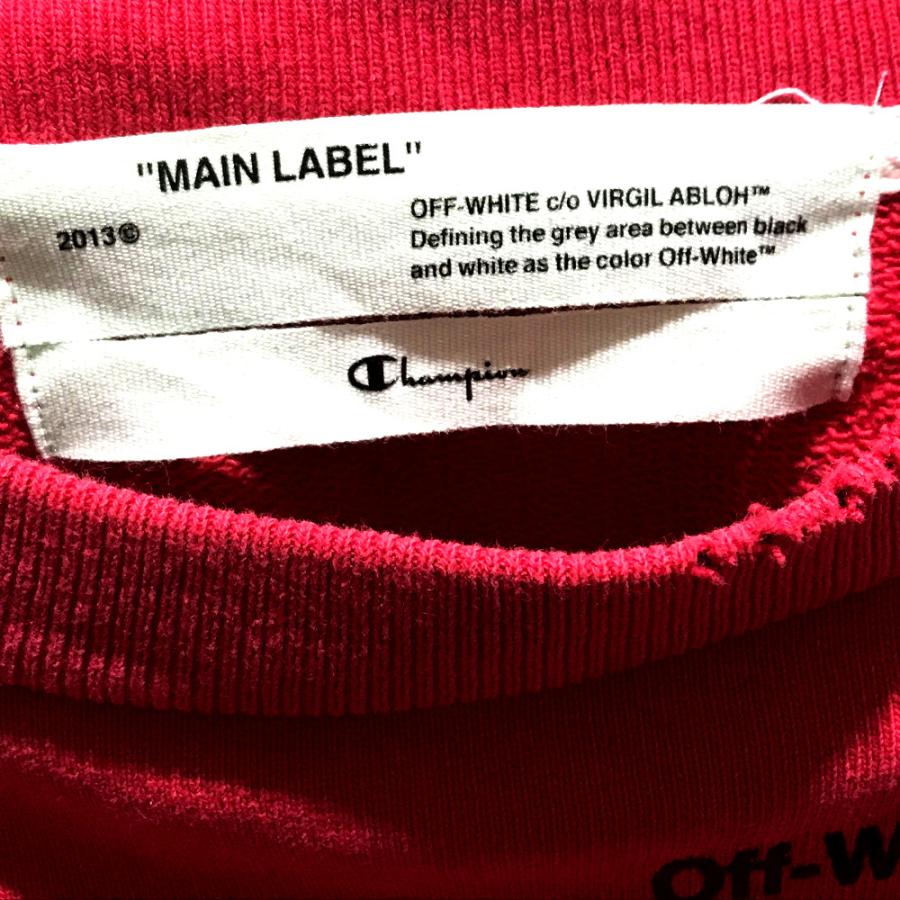 "MAIN LABEL"
2013©
OFF-WHITE c/o VIRGIL ABLOH™
Defining the grey area between black
and white as the color Off-White™
Champion
Off-W